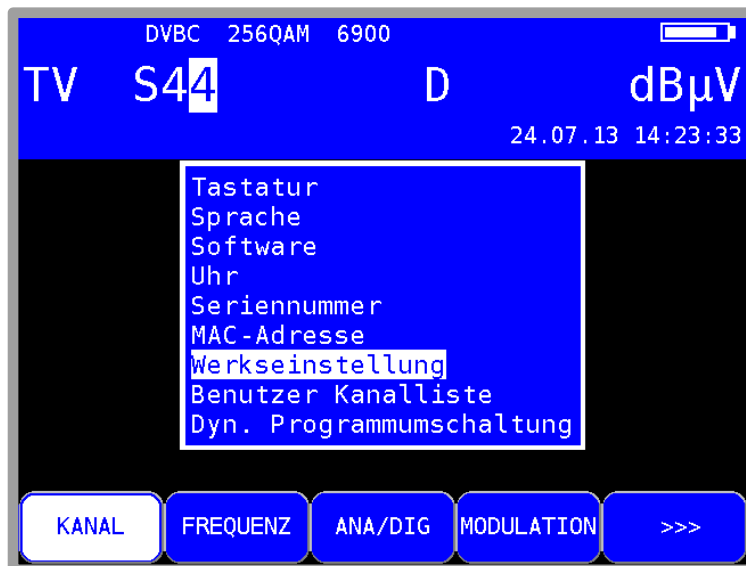 DVBC 256QAM 6900
TV S44 D dBµV
24.07.13 14:23:33
Tastatur
Sprache
Software
Uhr
Seriennummer
MAC-Adresse
Werkseinstellung
Benutzer Kanalliste
Dyn. Programmumschaltung
KANAL FREQUENZ ANA/DIG MODULATION >>>